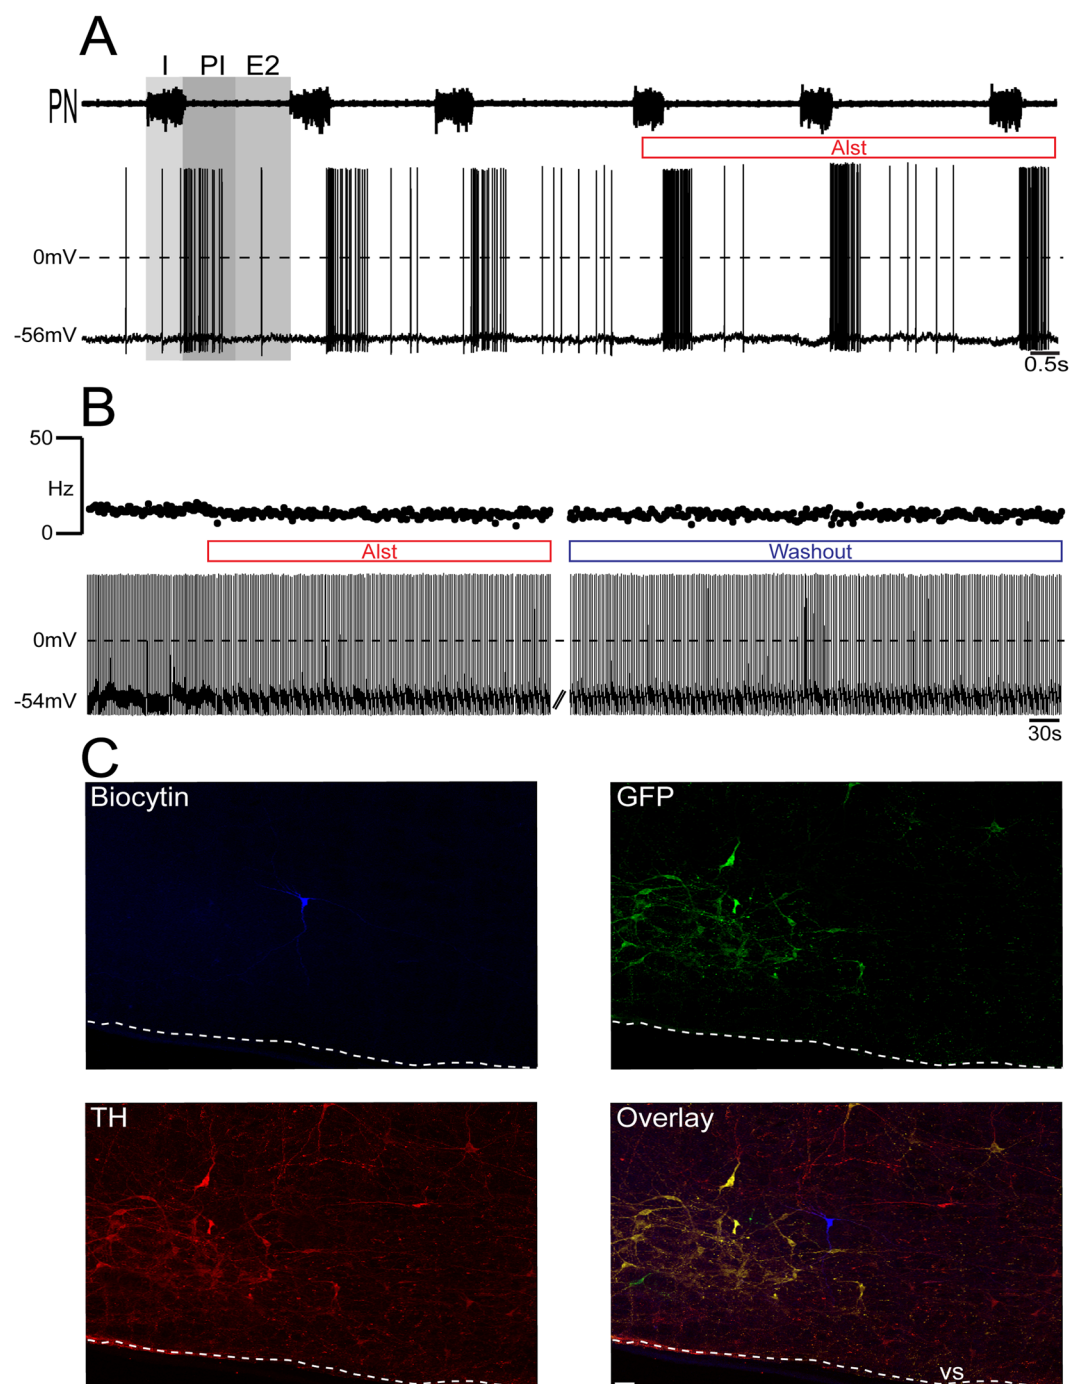 A
I PI E2
PN
Alst
0mV
-56mV
0.5s
B
50
Hz
0
Alst
Washout
0mV
-54mV
30s
C
Biocytin
GFP
TH
Overlay
vs